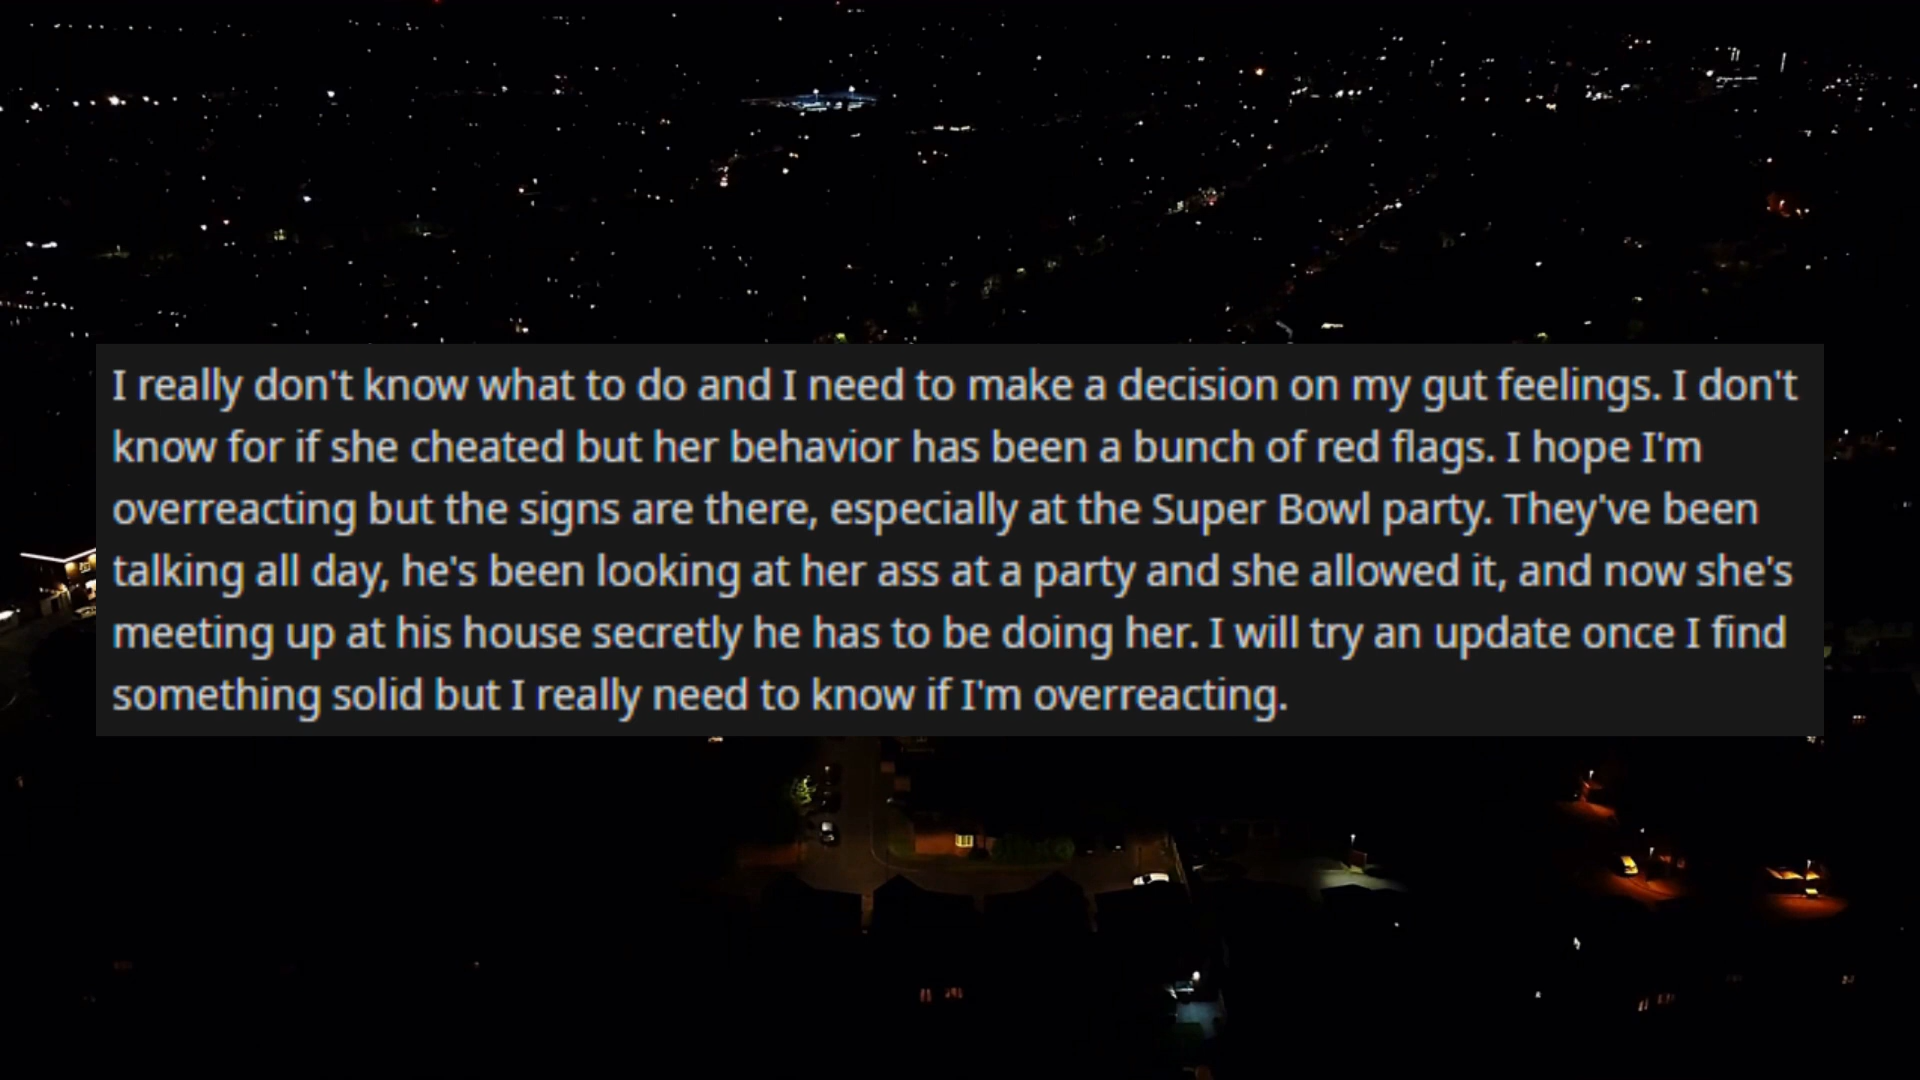 I really don't know what to do and I need to make a decision on my gut feelings. I don't
know for if she cheated but her behavior has been a bunch of red flags. I hope I'm
overreacting but the signs are there, especially at the Super Bowl party. They've been
talking all day, he's been looking at her ass at a party and she allowed it, and now she's
meeting up at his house secretly he has to be doing her. I will try an update once I find
something solid but I really need to know if I'm overreacting.